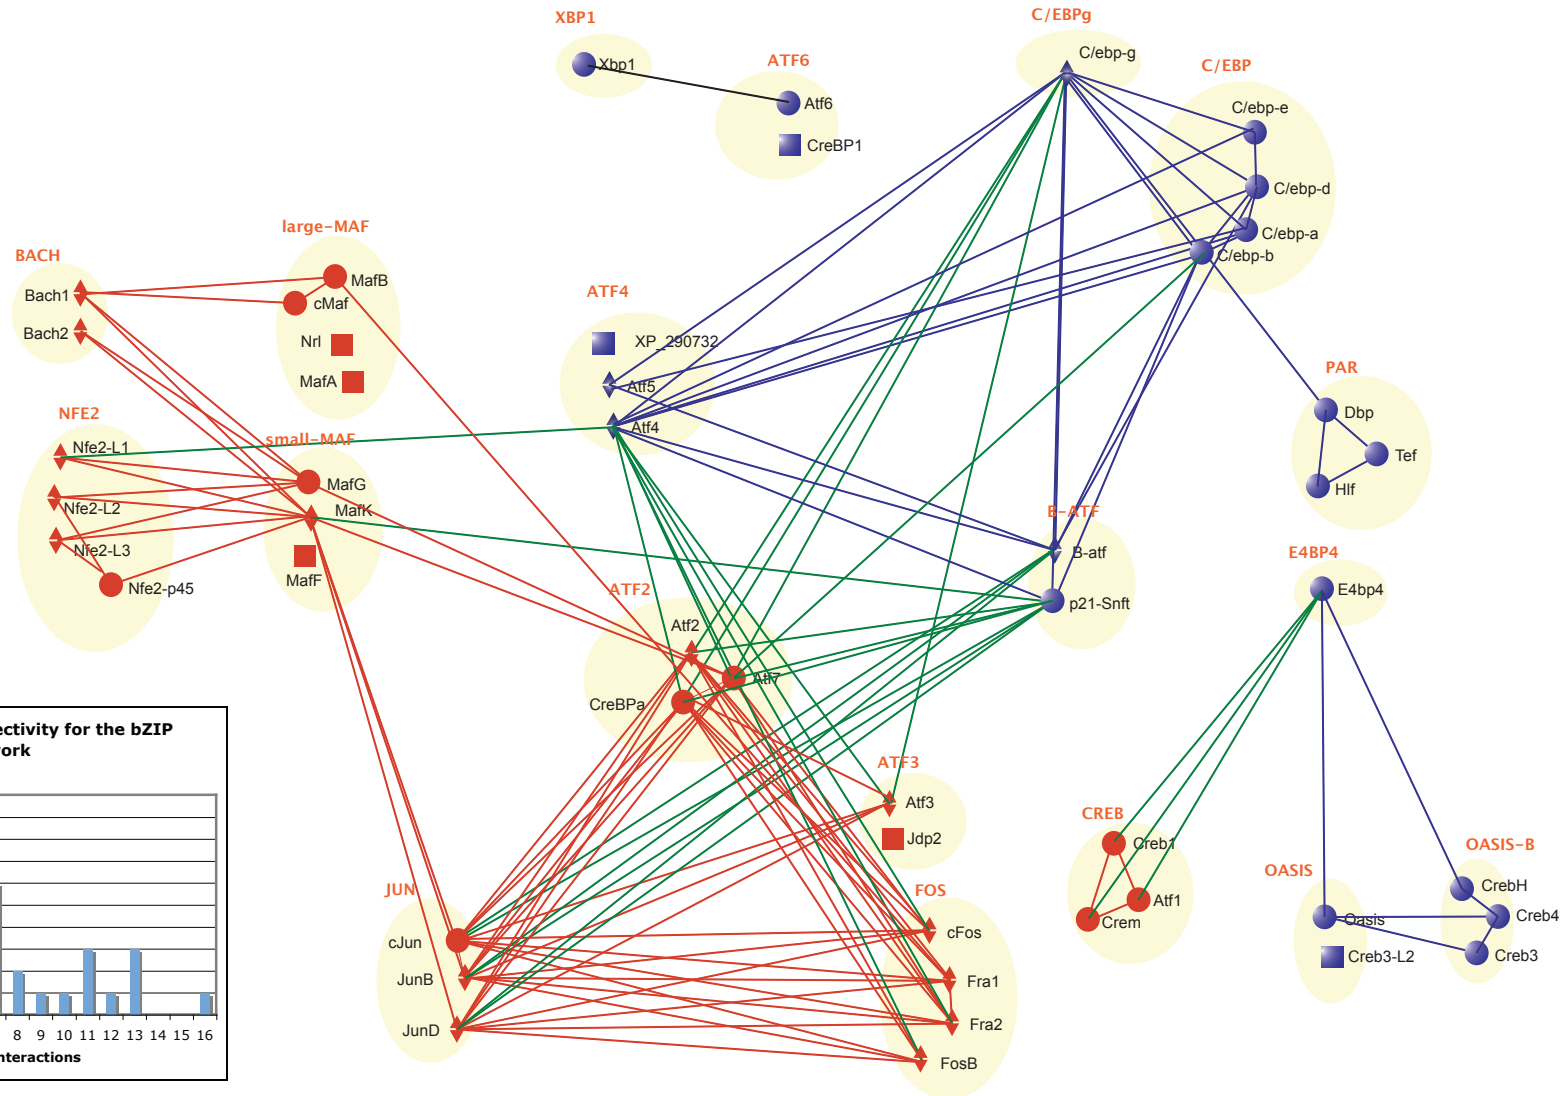 XBP1
Xbp1
ATF6
Atf6
CreBP1
C/EBPg
C/ebp-g
C/EBP
C/ebp-e
C/ebp-d
C/ebp-a
C/ebp-b
large-MAF
MafB
cMaf
Nrl
MafA
BACH
Bach1
Bach2
ATF4
XP_290732
Atf5
Atf4
PAR
Dbp
Tef
Hlf
NFE2
Nfe2-L1
Nfe2-L2
Nfe2-L3
Nfe2-p45
small-MAF
MafG
MafK
MafF
B-ATF
B-atf
p21-Snft
E4BP4
E4bp4
ATF2
Atf2
Atf7
CreBPa
ATF3
Atf3
Jdp2
CREB
Creb1
Atf1
Crem
OASIS
Oasis
Creb3-L2
OASIS-B
CrebH
Creb4
Creb3
JUN
cJun
JunB
JunD
FOS
cFos
Fra1
Fra2
FosB
ectivity for the bZIP
ork
8 9 10 11 12 13 14 15 16
nteractions